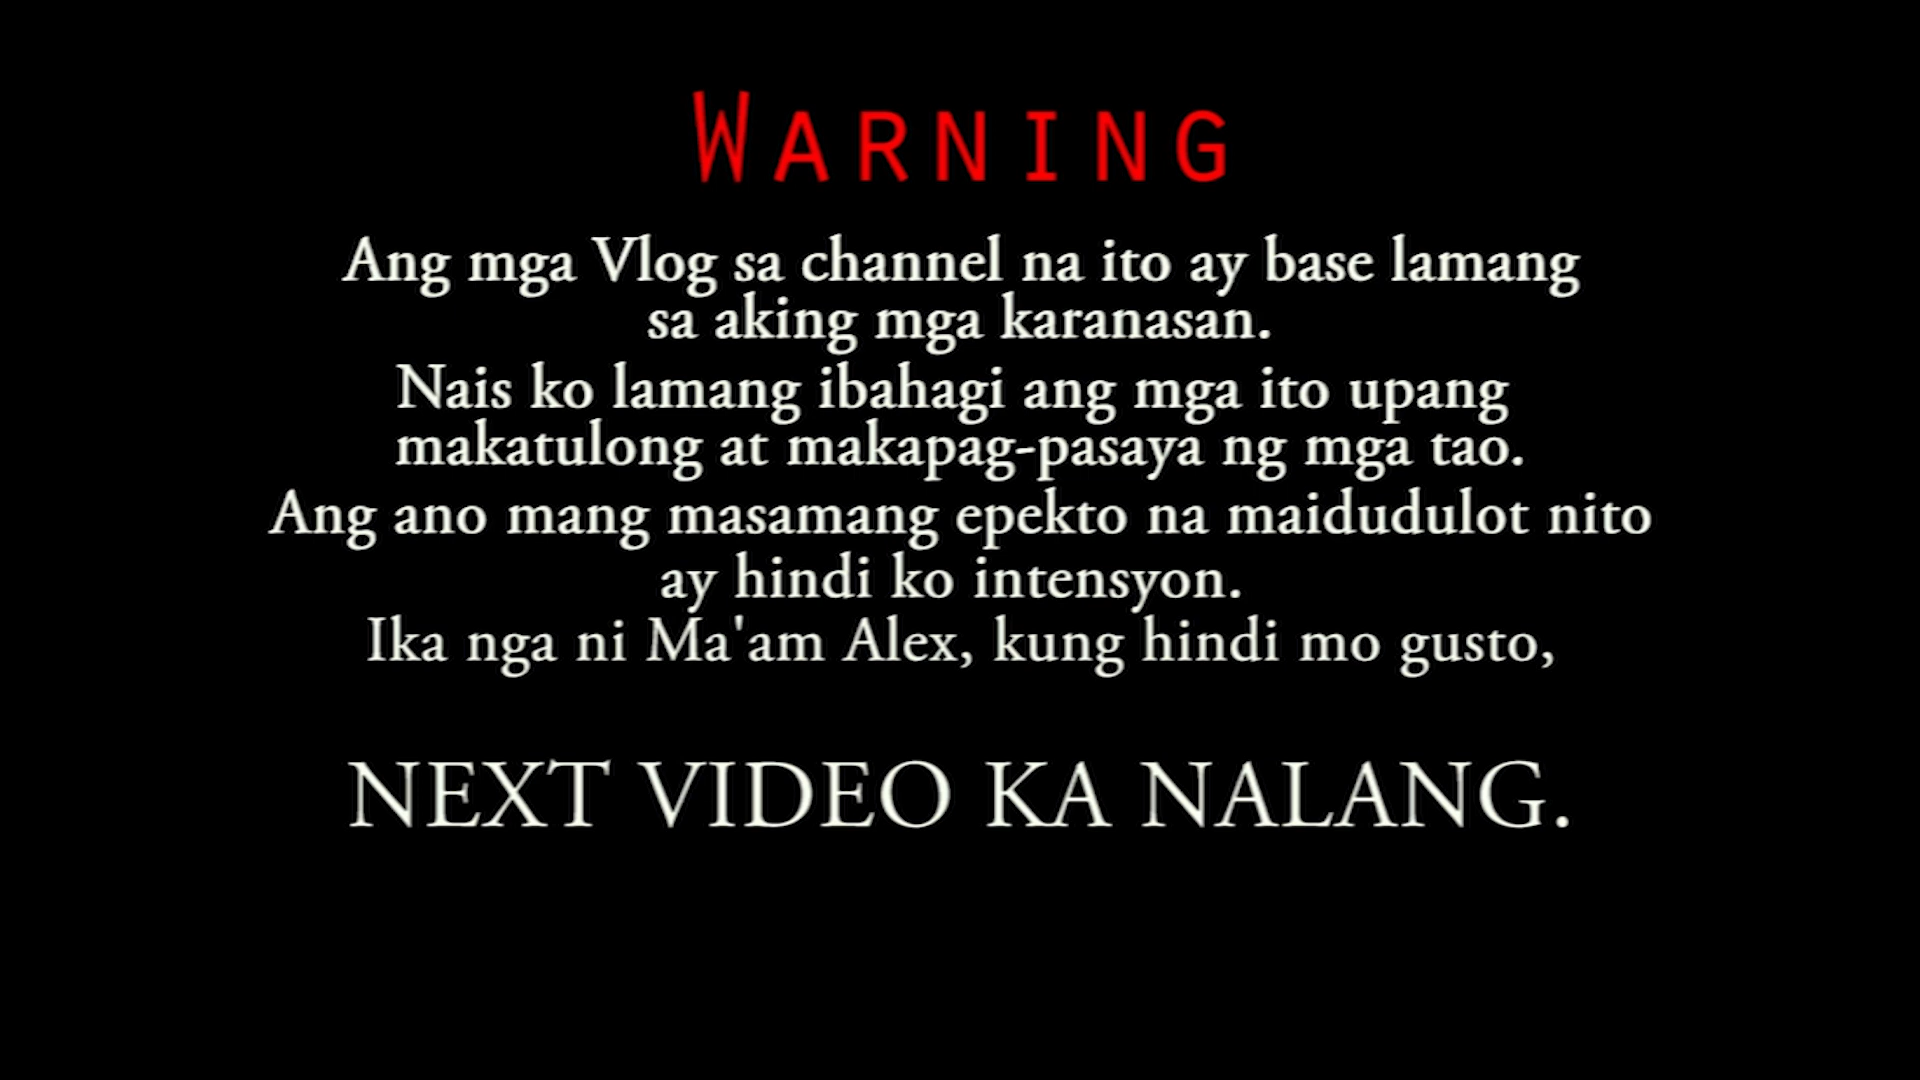 WARNING
Ang mga Vlog sa channel na ito ay base lamang
sa aking mga karanasan.
Nais ko lamang ibahagi ang mga ito upang
makatulong at makapag-pasaya ng mga tao.
Ang ano mang masamang epekto na maidudulot nito
ay hindi ko intensyon.
Ika nga ni Ma'am Alex, kung hindi mo gusto,
NEXT VIDEO KA NALANG.